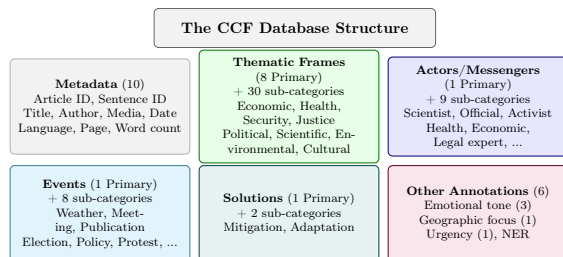 The CCF Database Structure
Metadata (10)
Article ID, Sentence ID
Title, Author, Media, Date
Language, Page, Word count
Thematic Frames
(8 Primary)
+ 30 sub-categories
Economic, Health,
Security, Justice
Political, Scientific, En-
vironmental, Cultural
Actors/Messengers
(1 Primary)
+ 9 sub-categories
Scientist, Official, Activist
Health, Economic,
Legal expert, ...
Events (1 Primary)
+ 8 sub-categories
Weather, Meet-
ing, Publication
Election, Policy, Protest, ...
Solutions (1 Primary)
+ 2 sub-categories
Mitigation, Adaptation
Other Annotations (6)
Emotional tone (3)
Geographic focus (1)
Urgency (1), NER